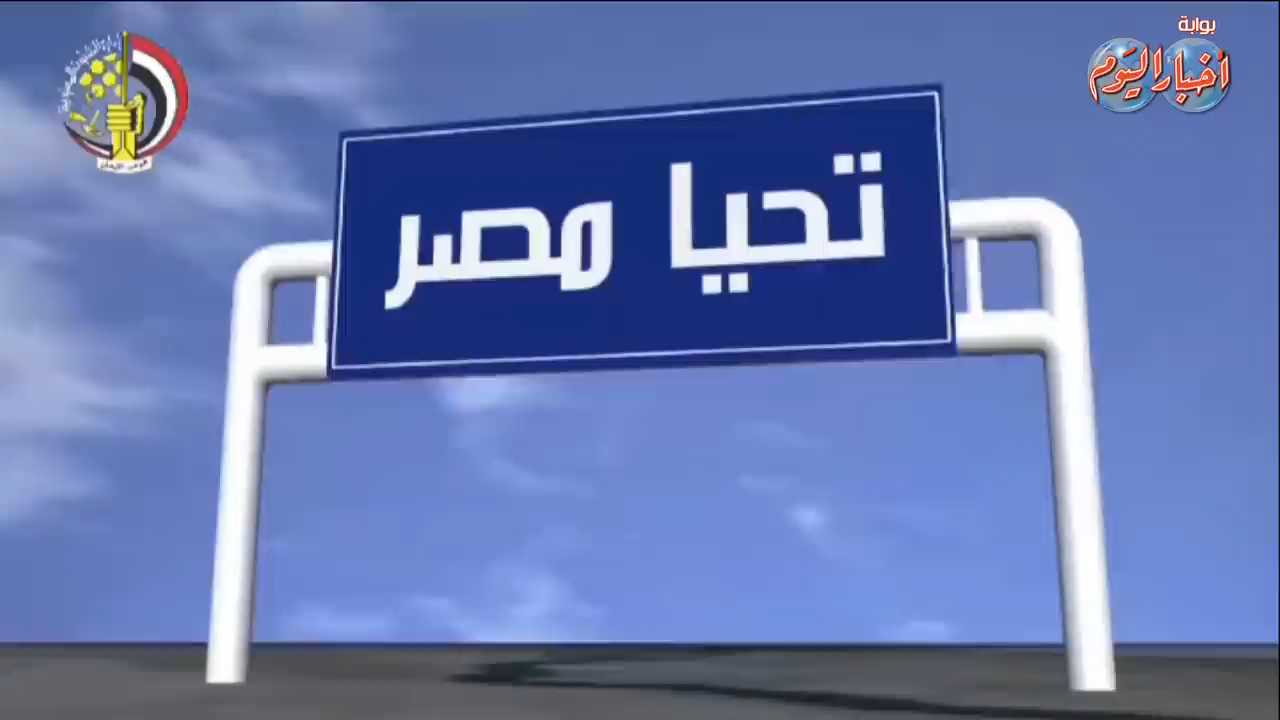 بوابة
أخبار اليوم
تحيا مصر